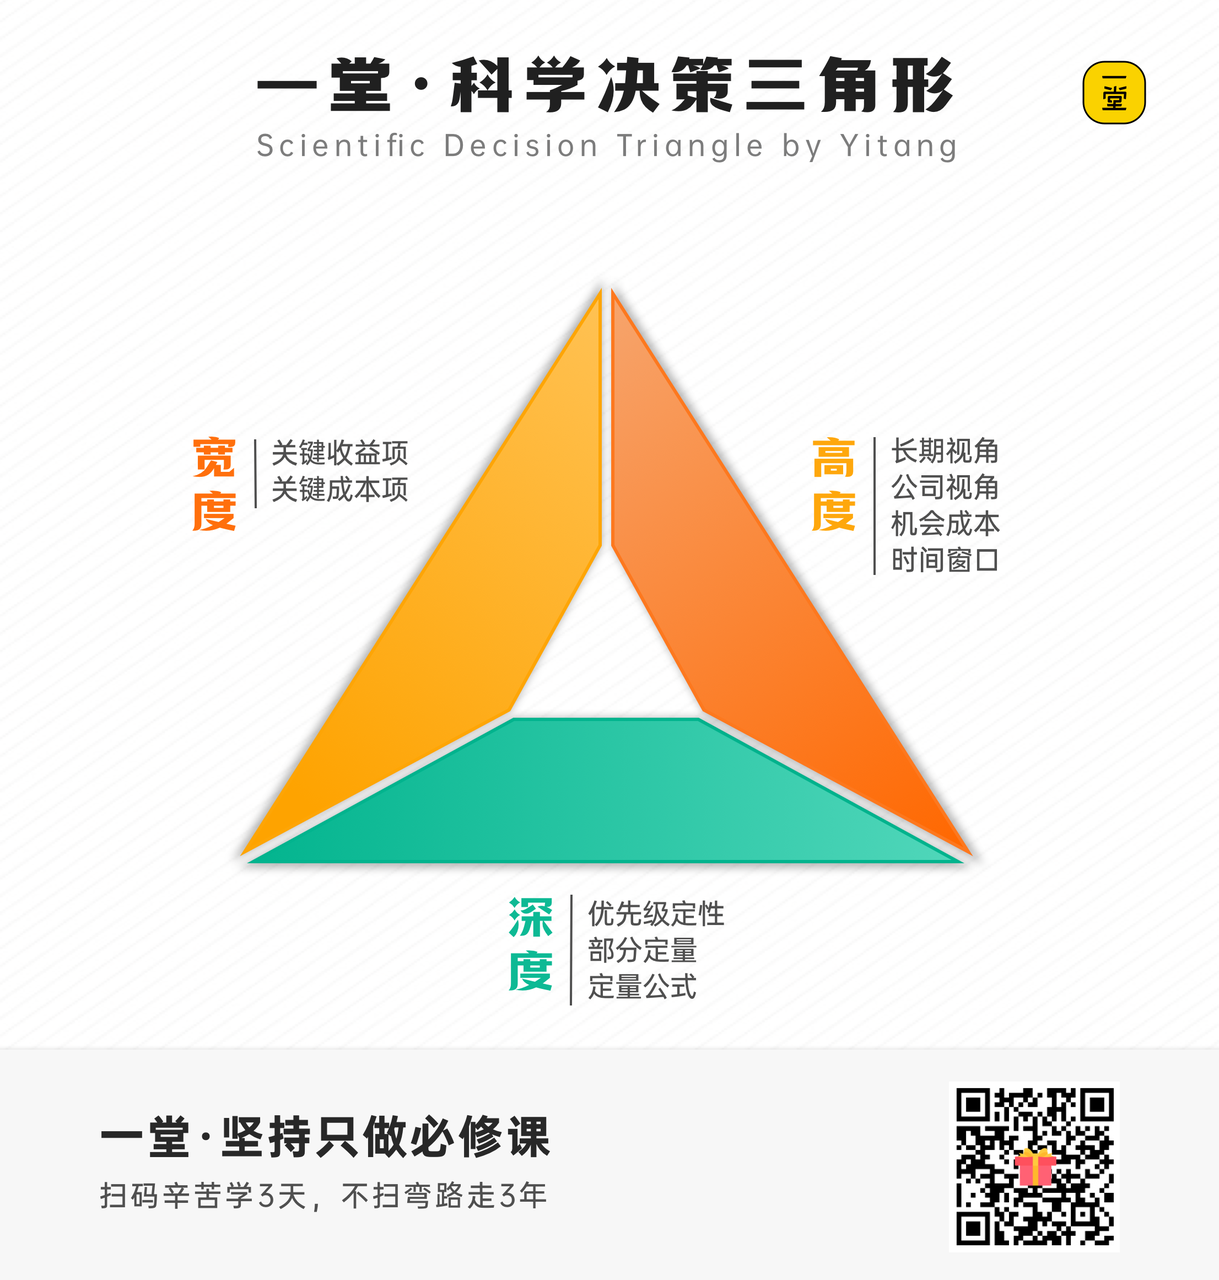 一堂·科学决策三角形
一堂
Scientific Decision Triangle by Yitang
宽度
关键收益项
关键成本项
高度
长期视角
公司视角
机会成本
时间窗口
深度
优先级定性
部分定量
定量公式
一堂·坚持只做必修课
扫码辛苦学3天，不扫弯路走3年